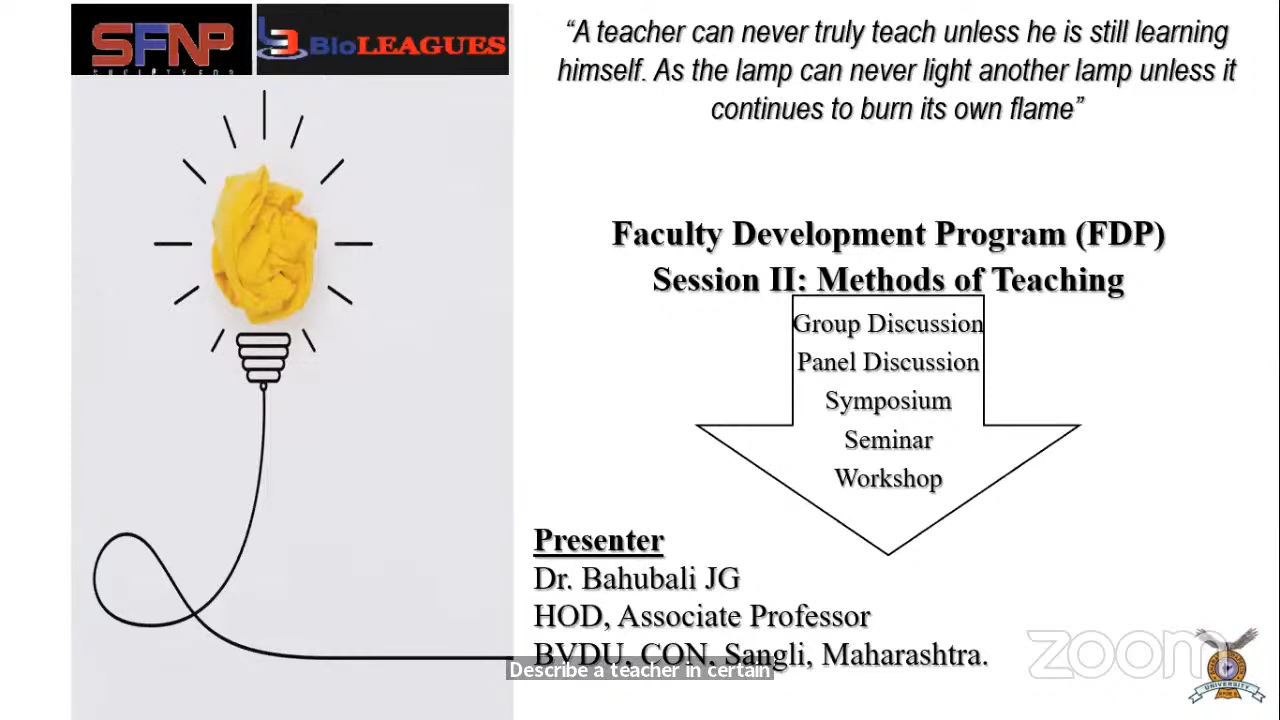 SFNP
BioLEAGUES
“A teacher can never truly teach unless he is still learning
himself. As the lamp can never light another lamp unless it
continues to burn its own flame”
Faculty Development Program (FDP)
Session II: Methods of Teaching
Group Discussion
Panel Discussion
Symposium
Seminar
Workshop
Presenter
Dr. Bahubali JG
HOD, Associate Professor
BVDU, CON, Sangli, Maharashtra.
Describe a teacher in certain
zoom
UNIVERSITY